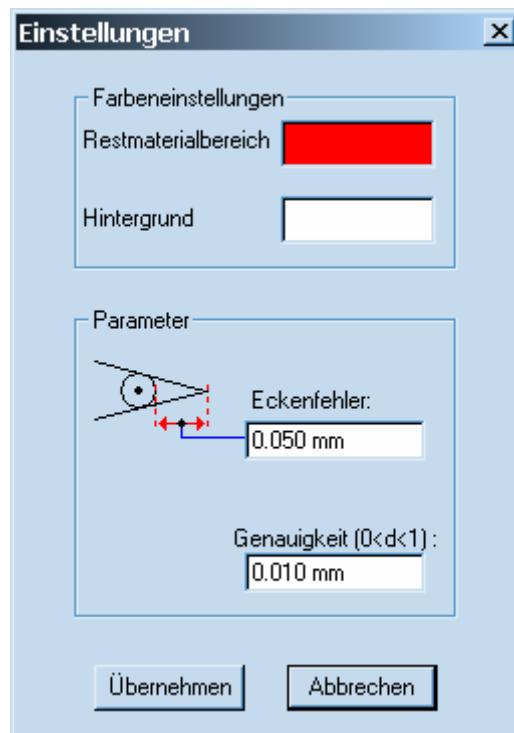 Einstellungen
Farbeneinstellungen
Restmaterialbereich
Hintergrund
Parameter
Eckenfehler:
0.050 mm
Genauigkeit (0<d<1) :
0.010 mm
Übernehmen
Abbrechen